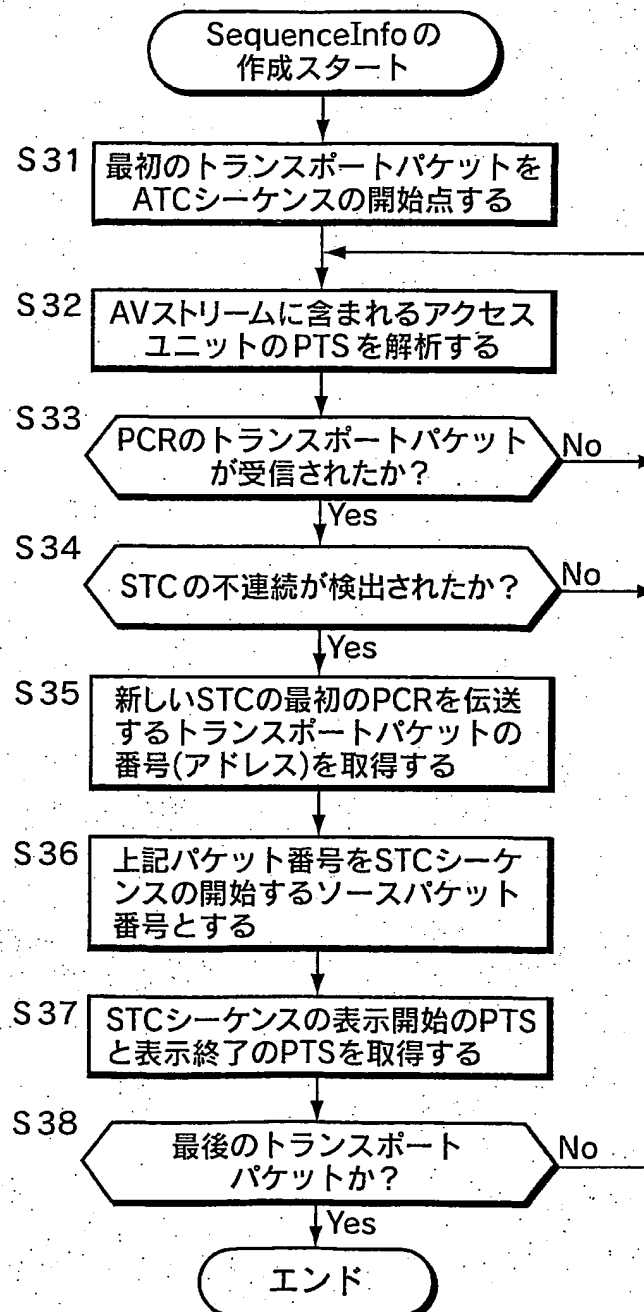 SequenceInfoの
作成スタート
S31
最初のトランスポートパケットを
ATCシーケンスの開始点する
S32
AVストリームに含まれるアクセス
ユニットのPTSを解析する
S33
PCRのトランスポートパケット
が受信されたか?
No
Yes
S34
STCの不連続が検出されたか?
No
Yes
S35
新しいSTCの最初のPCRを伝送
するトランスポートパケットの
番号(アドレス)を取得する
S36
上記パケット番号をSTCシーケ
ンスの開始するソースパケット
番号とする
S37
STCシーケンスの表示開始のPTS
と表示終了のPTSを取得する
S38
最後のトランスポート
パケットか?
No
Yes
エンド